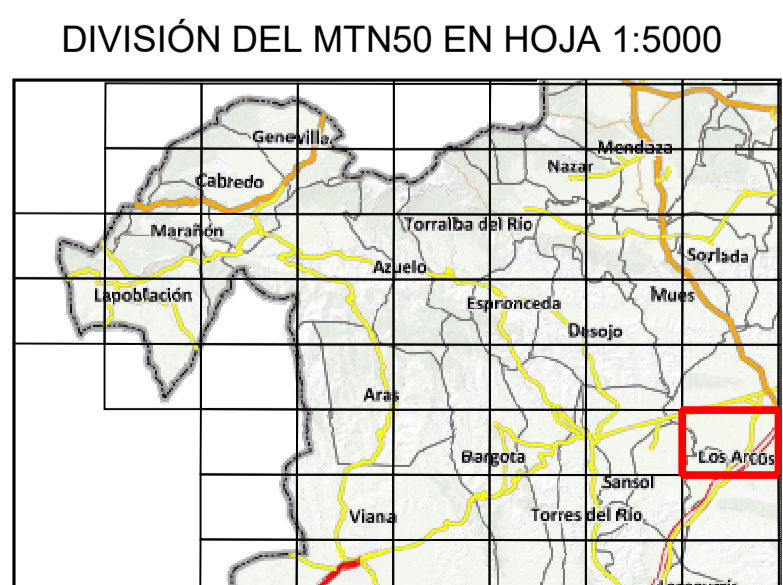 DIVISIÓN DEL MTN50 EN HOJA 1:5000
Genevilla
Mendaza
Nazar
Cabredo
Torralba del Río
Marañón
Sorlada
Azuelo
Lapoblación
Mues
Espronceda
Desojo
Aras
Bargota
Los Arcos
Sansol
Viana
Torres del Río